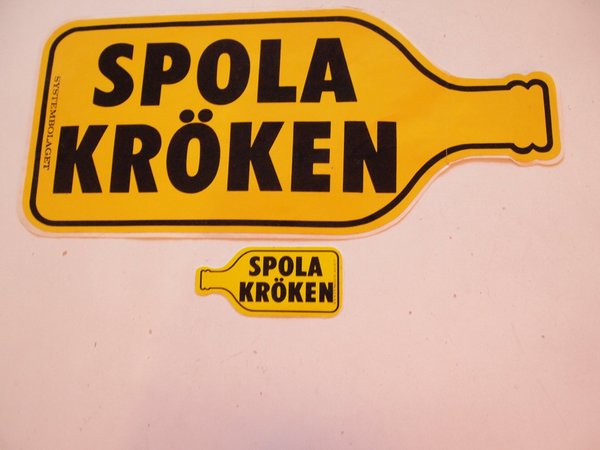 SPOLA
KRÖKEN
SYSTEMBOLAGET
SPOLA
KRÖKEN